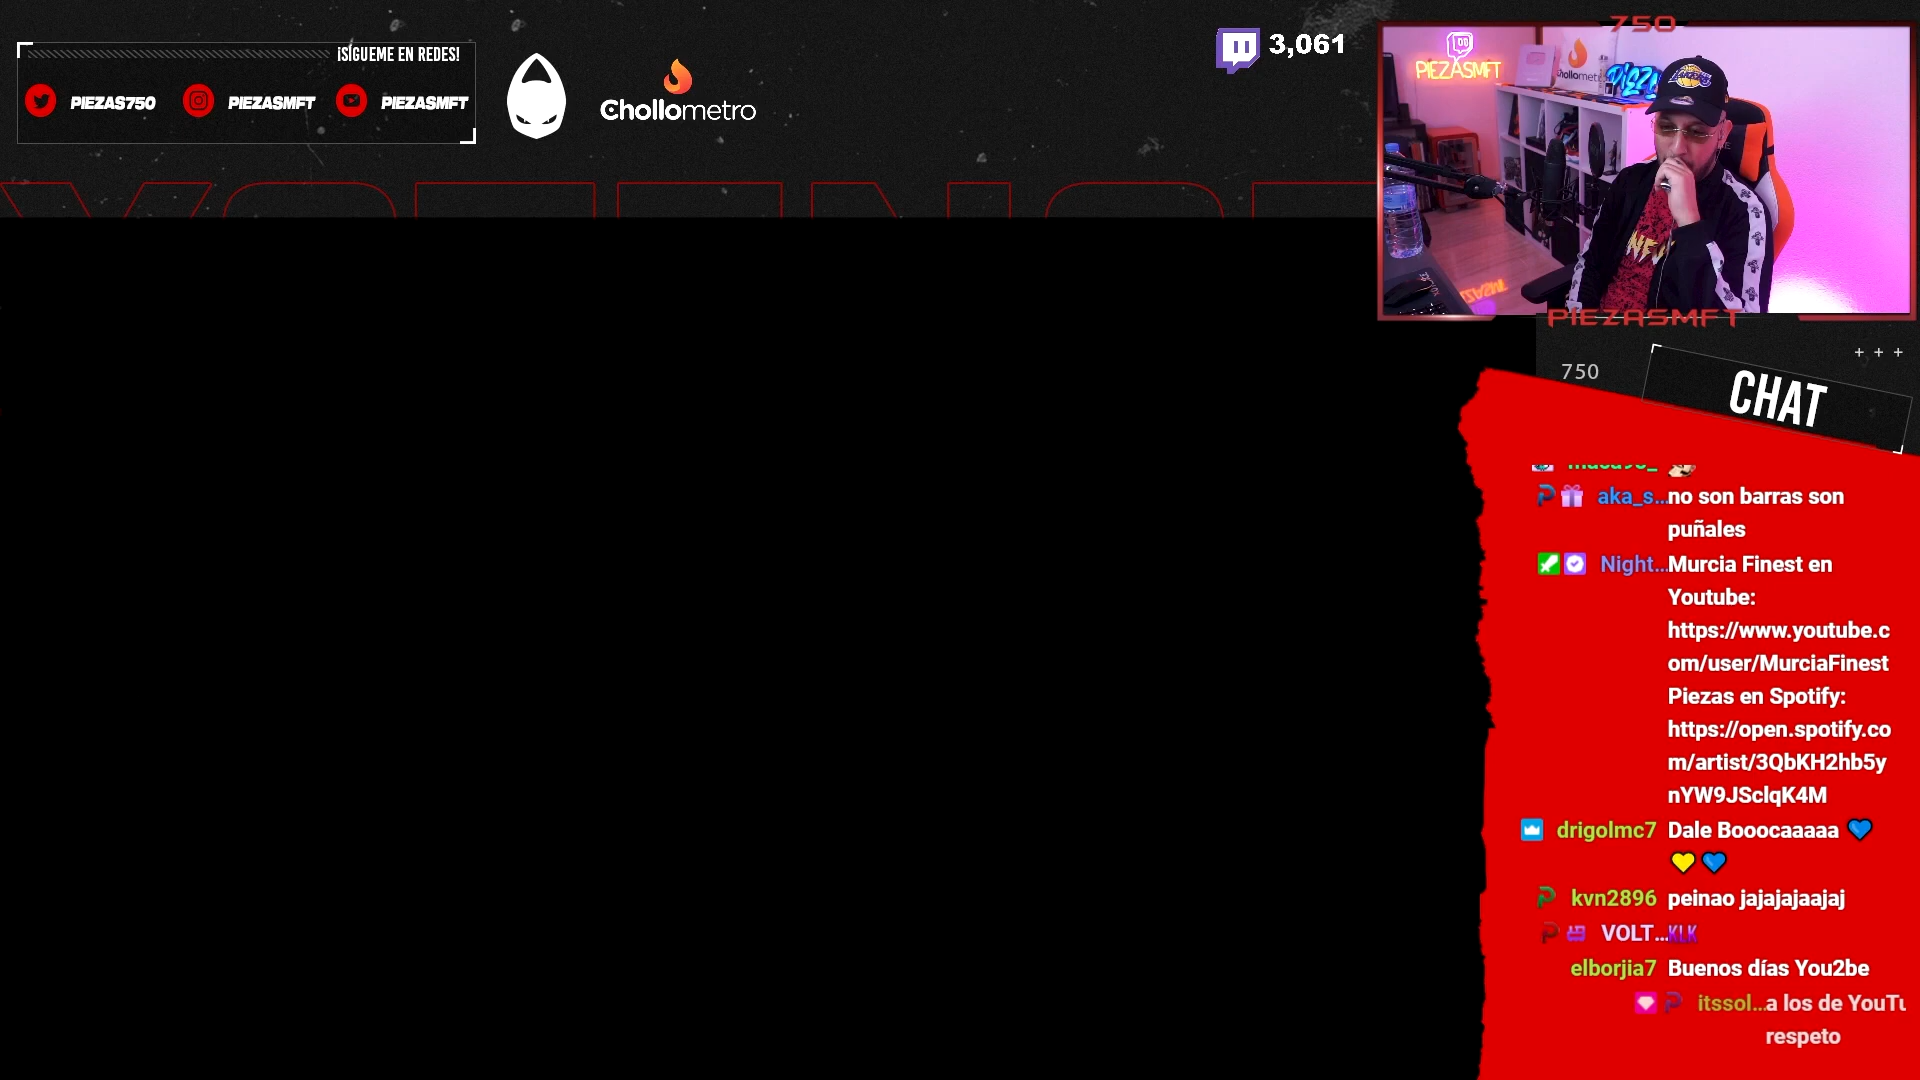 ¡SÍGUEME EN REDES!
PIEZAS750
PIEZASMFT
PIEZASMFT
Chollometro
3,061
750
PIEZASMFT
PIEZASMFT
750
+ + +
CHAT
aka_s... no son barras son
puñales
Night... Murcia Finest en
Youtube:
https://www.youtube.c
om/user/MurciaFinest
Piezas en Spotify:
https://open.spotify.co
m/artist/3QbKH2hb5y
nYW9JSclqK4M
drigolmc7 Dale Booocaaaaa 💙
💛 💙
kvn2896 peinao jajajajaajaj
VOLT... KLK
elborjia7 Buenos días You2be
itssol... a los de YouTu
respeto